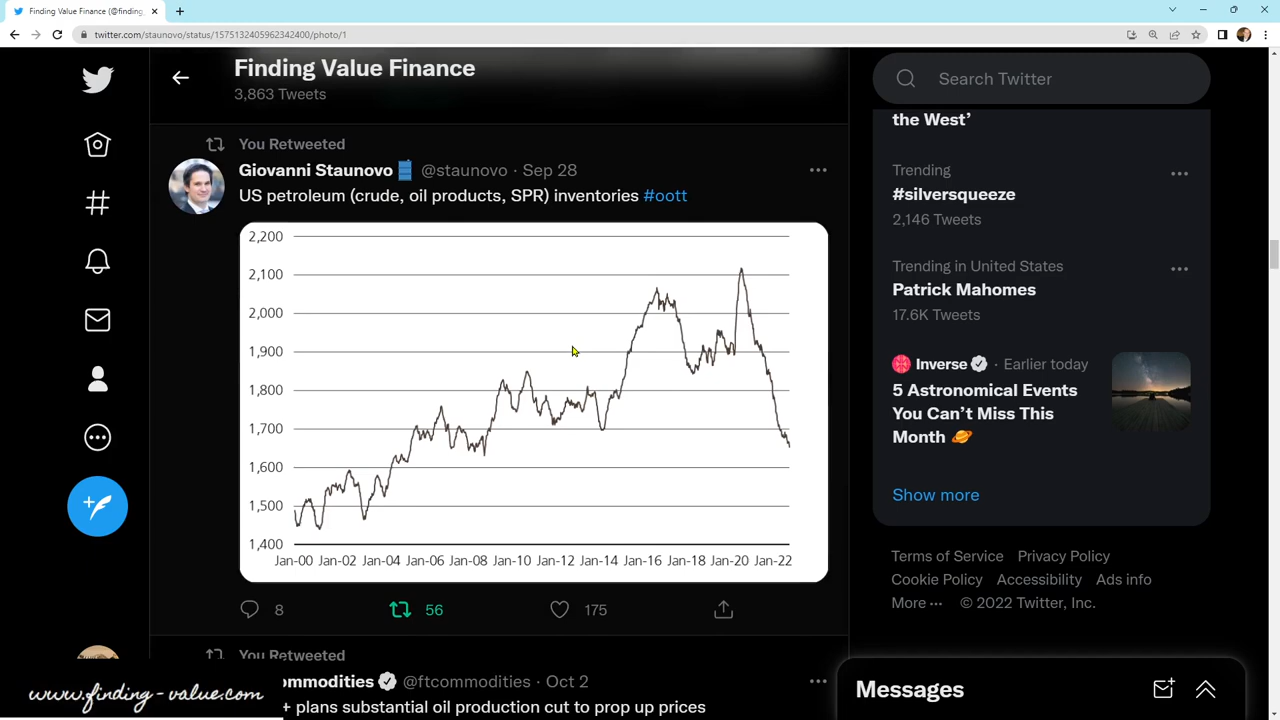 Finding Value Finance (@finding_
twitter.com/staunovo/status/1575132405962342400/photo/1
Finding Value Finance
3,863 Tweets
Search Twitter
the West’
Trending
#silversqueeze
2,146 Tweets
Trending in United States
Patrick Mahomes
17.6K Tweets
Inverse · Earlier today
5 Astronomical Events
You Can’t Miss This
Month 🪐
Show more
Terms of Service Privacy Policy
Cookie Policy Accessibility Ads info
More ··· © 2022 Twitter, Inc.
You Retweeted
Giovanni Staunovo🛢 @staunovo · Sep 28
US petroleum (crude, oil products, SPR) inventories #oott
2,200
2,100
2,000
1,900
1,800
1,700
1,600
1,500
1,400
Jan-00 Jan-02 Jan-04 Jan-06 Jan-08 Jan-10 Jan-12 Jan-14 Jan-16 Jan-18 Jan-20 Jan-22
8 56 175
You Retweeted
ommodities @ftcommodities · Oct 2
+ plans substantial oil production cut to prop up prices
www.finding-value.com
Messages